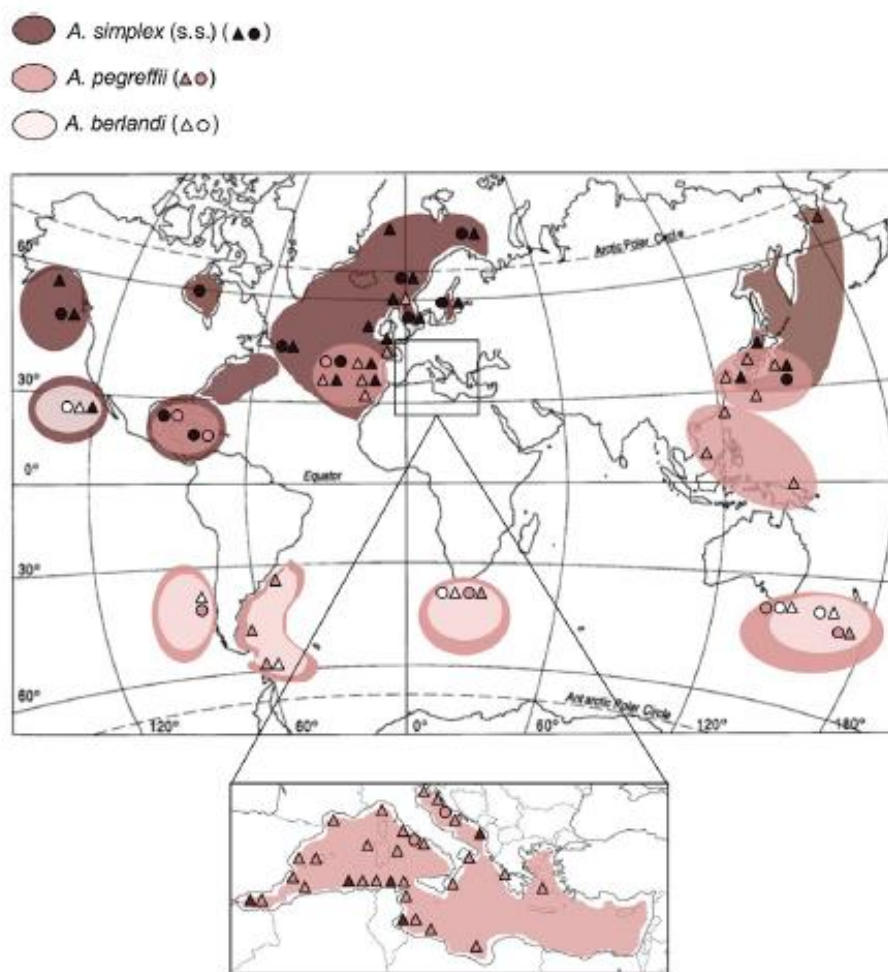 A. simplex (s.s.) (▲●)
A. pegreffii (△○)
A. berlandi (△○)
60°
Arctic Polar Circle
30°
0°
Equator
30°
60°
120°
60°
0°
60°
120°
180°
Antarctic Polar Circle